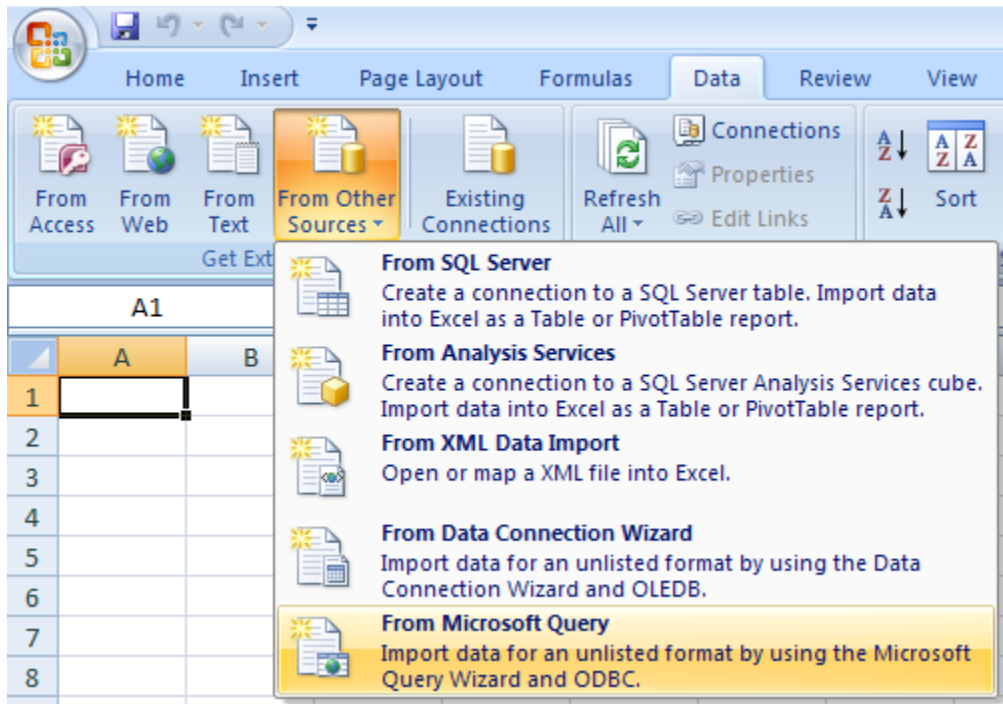 Home Insert Page Layout Formulas Data Review View
Connections
Properties
Edit Links
From Access
From Web
From Text
From Other Sources
Existing Connections
Refresh All
Sort
Get Ext
A1
A B
1
2
3
4
5
6
7
8
From SQL Server
Create a connection to a SQL Server table. Import data
into Excel as a Table or PivotTable report.
From Analysis Services
Create a connection to a SQL Server Analysis Services cube.
Import data into Excel as a Table or PivotTable report.
From XML Data Import
Open or map a XML file into Excel.
From Data Connection Wizard
Import data for an unlisted format by using the Data
Connection Wizard and OLEDB.
From Microsoft Query
Import data for an unlisted format by using the Microsoft
Query Wizard and ODBC.